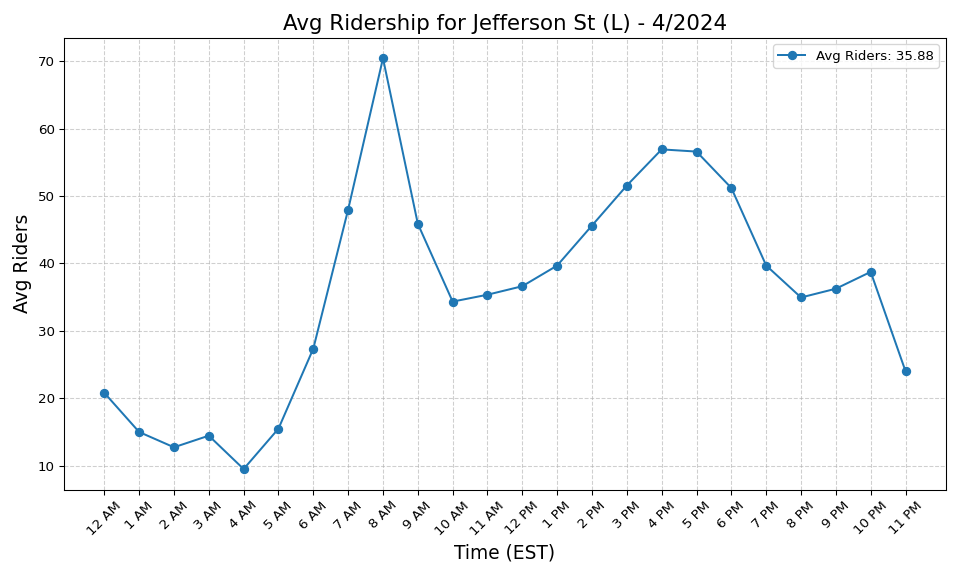 Avg Ridership for Jefferson St (L) - 4/2024
Avg Riders: 35.88
Avg Riders
70
60
50
40
30
20
10
12 AM
1 AM
2 AM
3 AM
4 AM
5 AM
6 AM
7 AM
8 AM
9 AM
10 AM
11 AM
12 PM
1 PM
2 PM
3 PM
4 PM
5 PM
6 PM
7 PM
8 PM
9 PM
10 PM
11 PM
Time (EST)